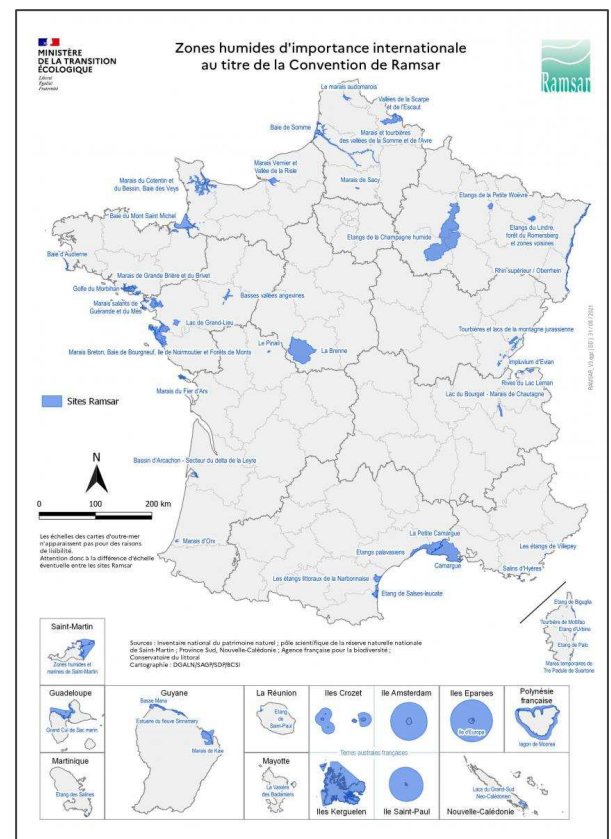 MINISTÈRE
DE LA TRANSITION
ÉCOLOGIQUE
Liberté
Égalité
Fraternité
Zones humides d'importance internationale
au titre de la Convention de Ramsar
Ramsar
Le marais audomarois
Vallées de la Scarpe
et de l'Escaut
Baie de Somme
Marais et tourbières
des vallées de la Somme et de l'Avre
Marais Vernier et
Vallée de la Risle
Marais de Sacy
Marais du Cotentin et
du Bessin, Baie des Veys
Etangs de la Petite Woëvre
Baie du Mont Saint Michel
Etangs du Lindre,
forêt du Romersberg
et zones voisines
Etangs de la Champagne humide
Baie d'Audierne
Rhin supérieur / Oberrhein
Marais de Grande Brière et du Brivet
Golfe du Morbihan
Basses vallées angevines
Marais salants de
Guérande et du Mès
Lac de Grand-Lieu
Tourbières et lacs de la montagne jurassienne
Le Pinail
La Brenne
Marais Breton, Baie de Bourgneuf, Ile de Noirmoutier et Forêts de Monts
Impluvium d'Evian
Rives du Lac Léman
Marais du Fier d'Ars
Lac du Bourget - Marais de Chautagne
Sites Ramsar
N
Bassin d'Arcachon - Secteur du delta de la Leyre
0 100 200 km
Les échelles des cartes d'outre-mer
n'apparaissent pas pour des raisons
de lisibilité.
Attention donc à la différence d'échelle
éventuelle entre les sites Ramsar
Marais d'Orx
La Petite Camargue
Etangs palavasiens
Camargue
Les étangs de Villepey
Salins d'Hyères
Les étangs littoraux de la Narbonnaise
Etang de Salses-leucate
Etang de Biguglia
Tourbière de Moltifao
Etang d'Urbino
Etang de Palo
Mares temporaires de
Tre Padule de Suartone
Saint-Martin
Zones humides et
marines de Saint-Martin
Sources : Inventaire national du patrimoine naturel ; pôle scientifique de la réserve naturelle nationale
de Saint-Martin ; Province Sud, Nouvelle-Calédonie ; Agence française pour la biodiversité ;
Conservatoire du littoral
Cartographie : DGALN/SAGP/SDP/BCSI
Guadeloupe
Grand Cul de Sac marin
Guyane
Basse Mana
Estuaire du fleuve Sinnamary
Marais de Kaw
La Réunion
Etang
de
Saint-Paul
Iles Crozet
Ile Amsterdam
Iles Eparses
Ile d'Europa
Polynésie
française
lagon de Moorea
Terres australes françaises
Martinique
Etang des Salines
Mayotte
La Vasière
des Badamiers
Iles Kerguelen
Ile Saint-Paul
Lacs du Grand-Sud
Neo-Calédonien
Nouvelle-Calédonie